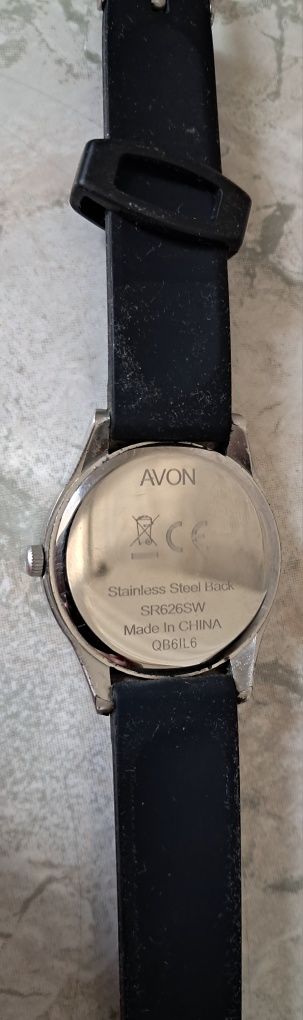 AVON
CE
Stainless Steel Back
SR626SW
Made In CHINA
QB6IL6